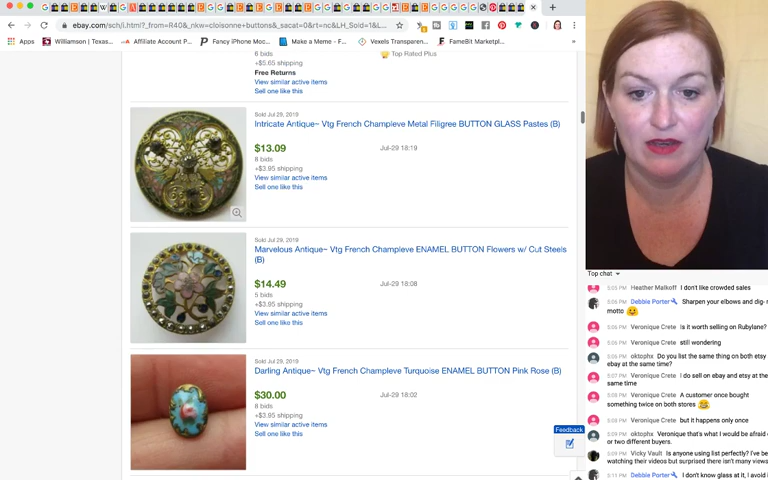 ebay.com/sch/i.html?_from=R40&_nkw=cloisonne+buttons&_sacat=0&rt=nc&LH_Sold=1&L...
Apps
Williamson | Texas...
Affiliate Account P...
Fancy iPhone Moc...
Make a Meme - F...
Vexels Transparen...
FameBit Marketpl...
6 bids
+$5.65 shipping
Free Returns
View similar active items
Sell one like this
Top Rated Plus
Sold Jul 29, 2019
Intricate Antique~ Vtg French Champleve Metal Filigree BUTTON GLASS Pastes (B)
$13.09
Jul-29 18:19
8 bids
+$3.95 shipping
View similar active items
Sell one like this
Sold Jul 29, 2019
Marvelous Antique~ Vtg French Champleve ENAMEL BUTTON Flowers w/ Cut Steels
(B)
$14.49
Jul-29 18:08
5 bids
+$3.95 shipping
View similar active items
Sell one like this
Sold Jul 29, 2019
Darling Antique~ Vtg French Champleve Turquoise ENAMEL BUTTON Pink Rose (B)
$30.00
Jul-29 18:02
8 bids
+$3.95 shipping
View similar active items
Sell one like this
Feedback
Top chat
5:05 PM Heather Malkoff I don't like crowded sales
5:06 PM Debbie Porter Sharpen your elbows and dig-
motto
5:06 PM Veronique Crete Is it worth selling on Rubylane?
5:06 PM Veronique Crete still wondering
5:06 PM oktophx Do you list the same thing on both etsy
ebay at the same time?
5:07 PM Veronique Crete I do sell on ebay and etsy at the
same time
5:08 PM Veronique Crete A customer once bought
something twice on both stores
5:08 PM Veronique Crete but it happens only once
5:09 PM oktophx Veronique that's what I would be afraid
or two different buyers.
5:09 PM Vicky Vault Is anyone using list perfectly? I've be
watching their videos but surprised there isn't many views
5:11 PM Debbie Porter I don't know glass at it, I avoid